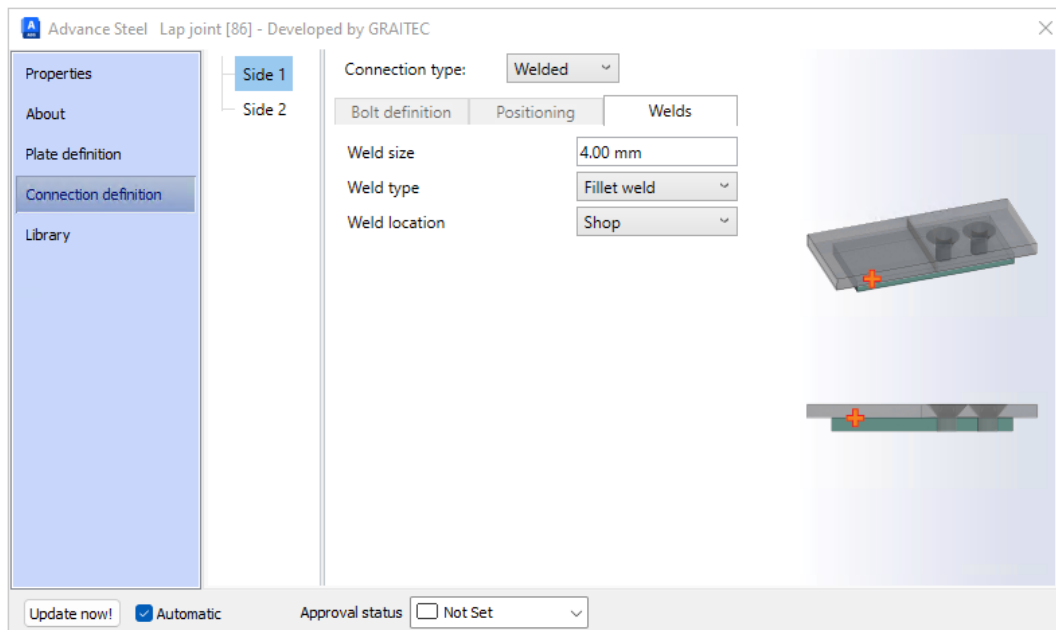 Advance Steel Lap joint [86] - Developed by GRAITEC
Properties
About
Plate definition
Connection definition
Library
Side 1
Side 2
Connection type: Welded
Bolt definition Positioning Welds
Weld size 4.00 mm
Weld type Fillet weld
Weld location Shop
Update now! Automatic Approval status Not Set